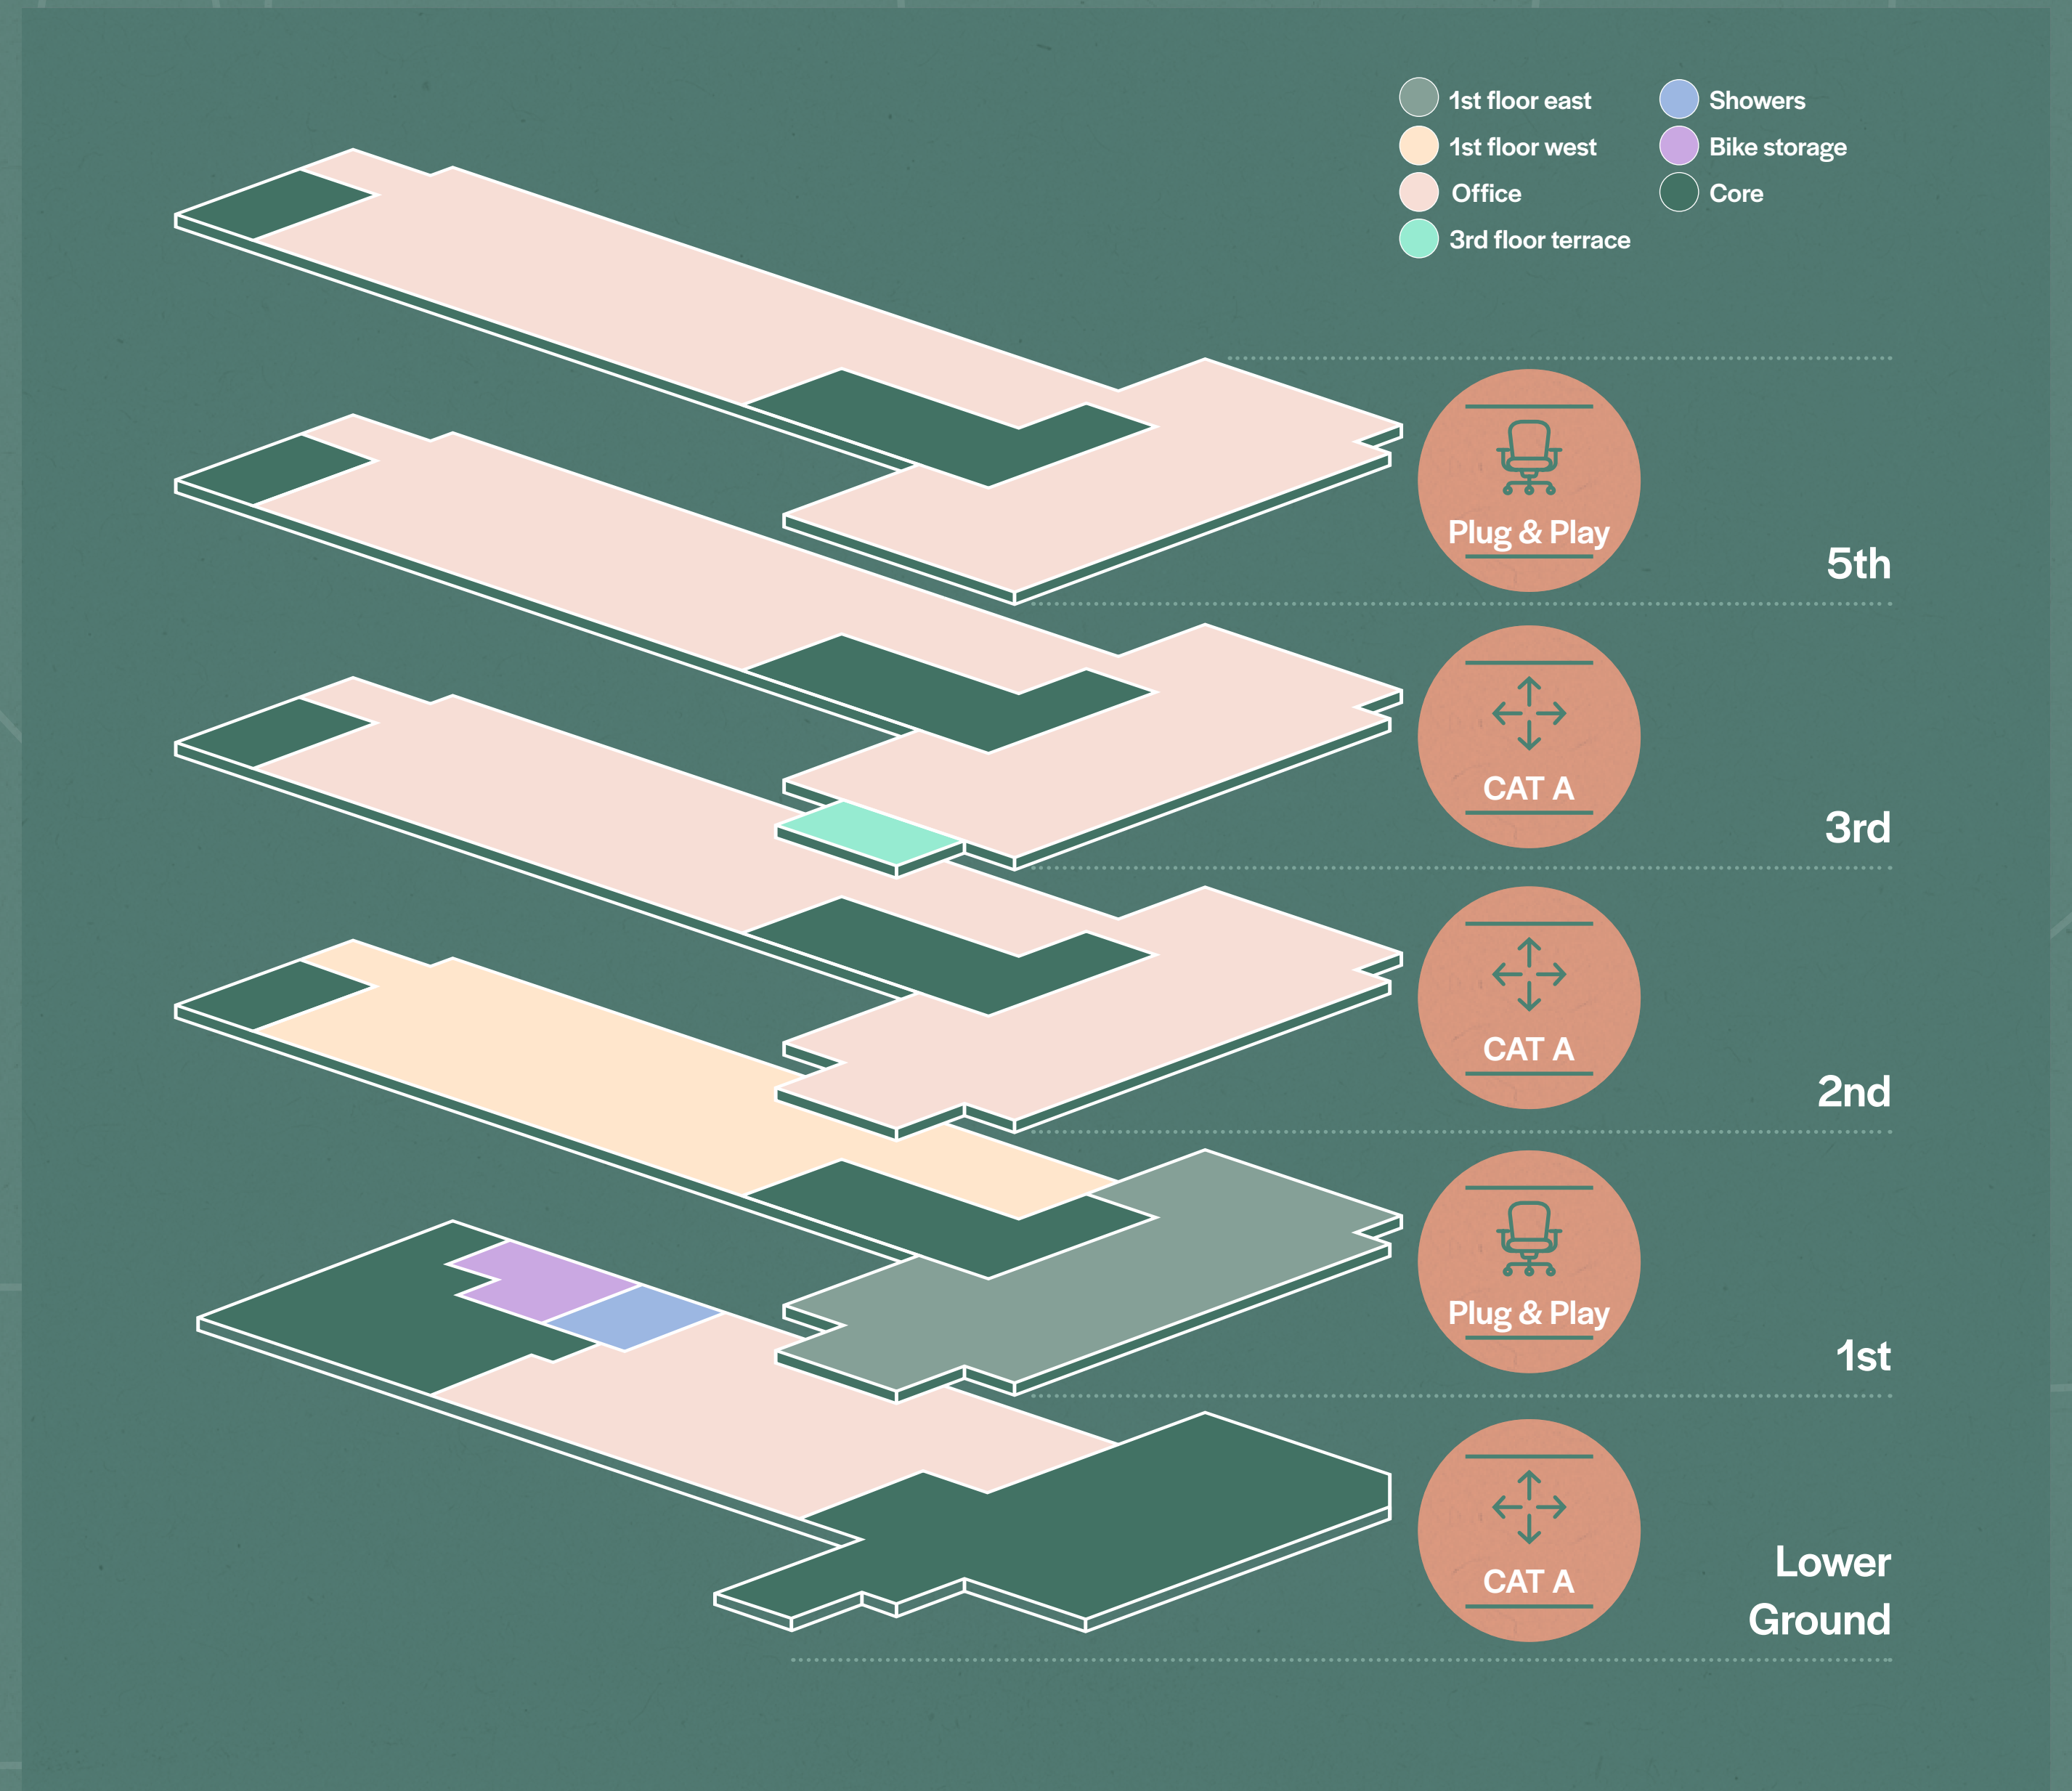 1st floor east
1st floor west
Office
3rd floor terrace
Showers
Bike storage
Core
Plug & Play
5th
CAT A
3rd
CAT A
2nd
Plug & Play
1st
CAT A
Lower
Ground